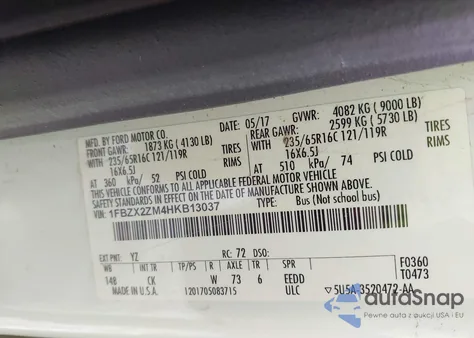 MFD. BY FORD MOTOR CO.
05/17 GVWR: 4082 KG ( 9000 LB)
FRONT GAWR: 1873 KG ( 4130 LB)
REAR GAWR: 2599 KG ( 5730 LB)
WITH 235/65R16C 121/119R TIRES
WITH 235/65R16C 121/119R TIRES
16X6.5J RIMS
16X6.5J RIMS
AT 360 kPa/ 52 PSI COLD
AT 510 kPa/ 74 PSI COLD
THIS VEHICLE CONFORMS TO ALL APPLICABLE FEDERAL MOTOR VEHICLE
SAFETY STANDARDS IN EFFECT ON THE DATE OF MANUFACTURE SHOWN ABOVE.
VIN: 1FBZX2ZM4HKB13037
TYPE: Bus (Not school bus)
EXT PNT: YZ RC: 72 DSO:
WB INT TR TP/PS R AXLE TR SPR
148 CK W 73 6 EEDD
F0360
T0473
MADE IN U.S.A. 1201705083715 ULC ▽5U5A-3520472-AA
autoSnap
Pewne auto z aukcji USA i EU